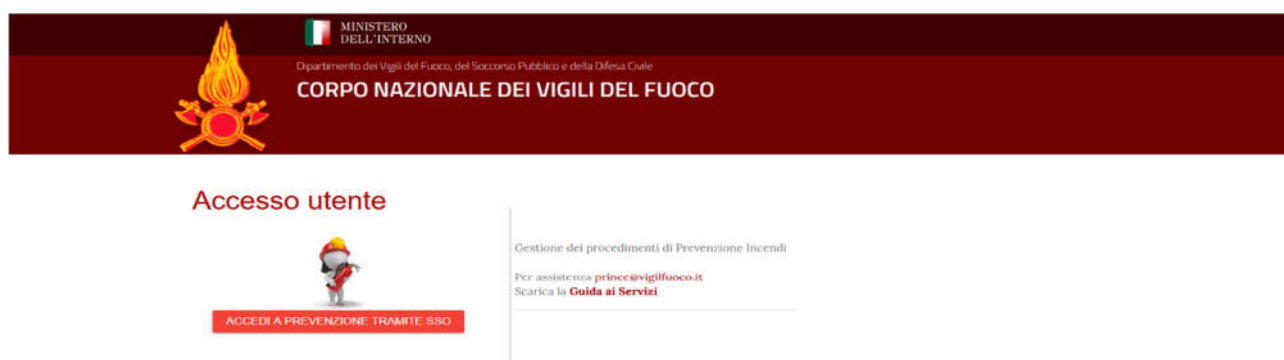 MINISTERO
DELL'INTERNO
Dipartimento dei Vigili del Fuoco, del Soccorso Pubblico e della Difesa Civile
CORPO NAZIONALE DEI VIGILI DEL FUOCO
Accesso utente
ACCEDI A PREVENZIONE TRAMITE SSO
Gestione dei procedimenti di Prevenzione Incendi
Per assistenza prince@vigilfuoco.it
Scarica la Guida ai Servizi